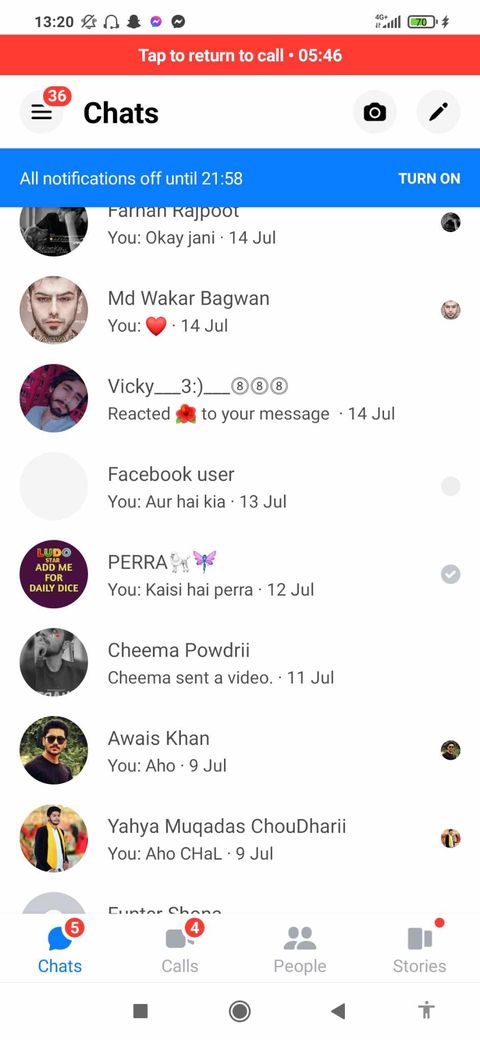 13:20
4G+
70
Tap to return to call • 05:46
36
Chats
All notifications off until 21:58
TURN ON
Farhan Rajpoot
You: Okay jani · 14 Jul
Md Wakar Bagwan
You: ❤️ · 14 Jul
Vicky___3:)___⑧⑧⑧
Reacted 🌺 to your message · 14 Jul
Facebook user
You: Aur hai kia · 13 Jul
LUDO
STAR
ADD ME
FOR
DAILY DICE
PERRA🐩🧚
You: Kaisi hai perra · 12 Jul
Cheema Powdrii
Cheema sent a video. · 11 Jul
Awais Khan
You: Aho · 9 Jul
Yahya Muqadas ChouDharii
You: Aho CHaL · 9 Jul
5
4
Chats
Calls
People
Stories